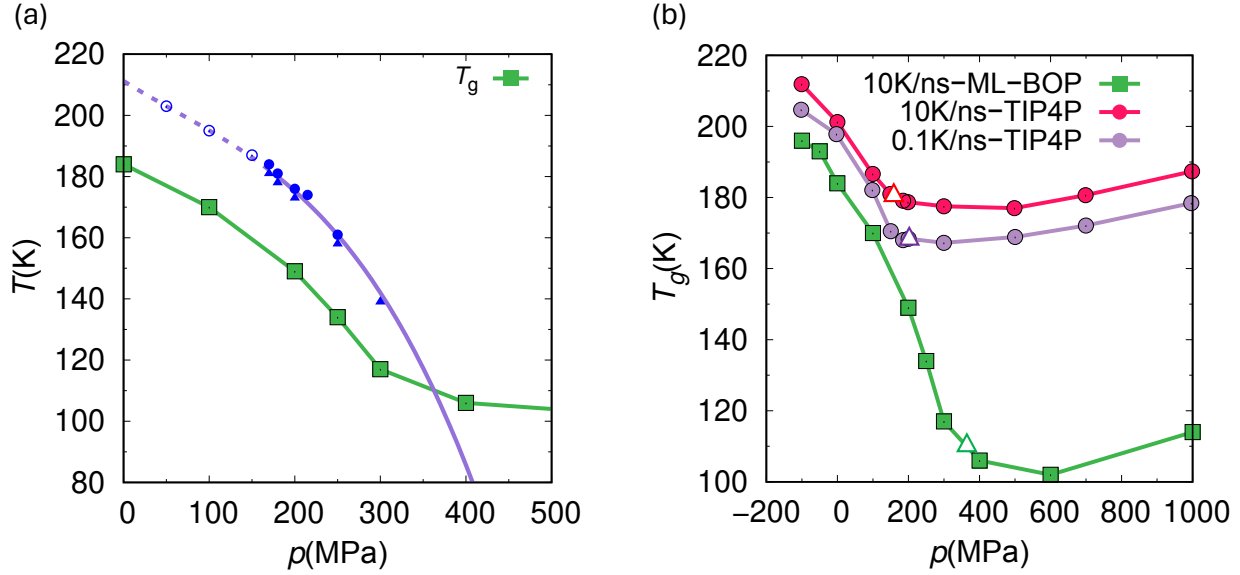 (a)
220
200
180
160
140
120
100
80
T(K)
Tg
0 100 200 300 400 500
p(MPa)
(b)
220
200
180
160
140
120
100
Tg(K)
10K/ns−ML−BOP
10K/ns−TIP4P
0.1K/ns−TIP4P
−200 0 200 400 600 800 1000
p(MPa)